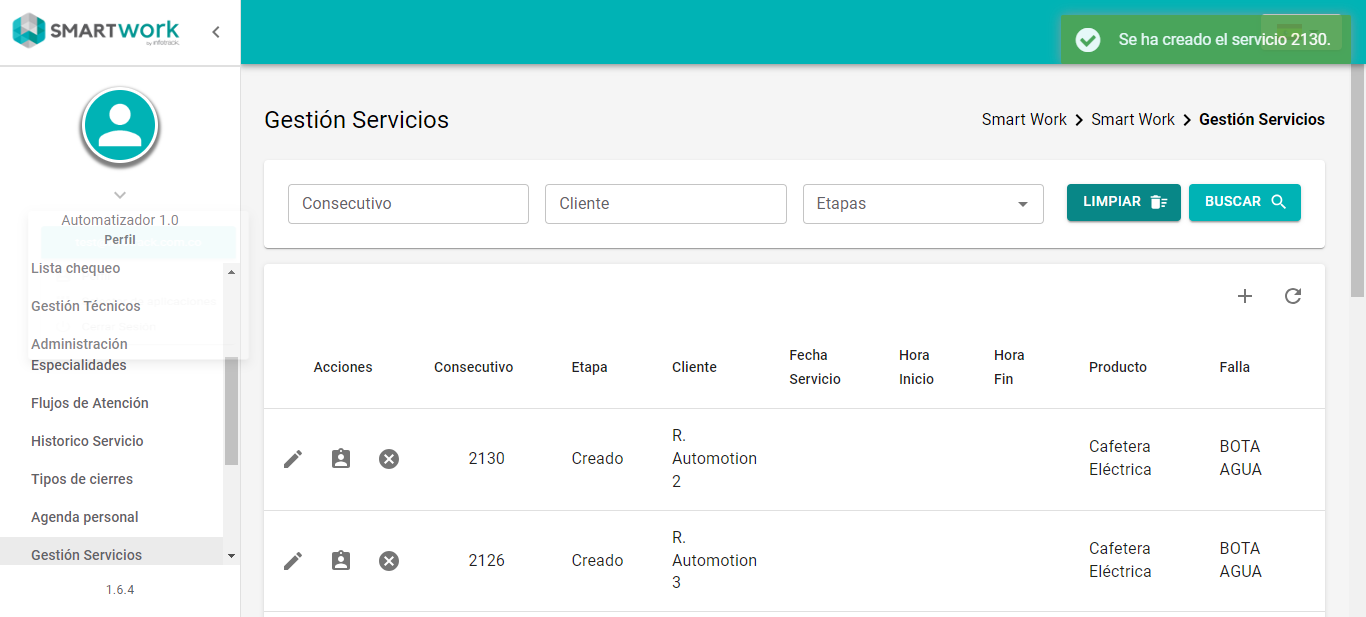 SMARTWORK
by infotrack.
Se ha creado el servicio 2130.
Automatizador 1.0
Perfil
Lista chequeo
Gestión Técnicos
Administración
Especialidades
Flujos de Atención
Historico Servicio
Tipos de cierres
Agenda personal
Gestión Servicios
1.6.4
Gestión Servicios
Smart Work > Smart Work > Gestión Servicios
Consecutivo Cliente Etapas LIMPIAR BUSCAR
Acciones Consecutivo Etapa Cliente Fecha Servicio Hora Inicio Hora Fin Producto Falla
2130 Creado R. Automotion 2 Cafetera Eléctrica BOTA AGUA
2126 Creado R. Automotion 3 Cafetera Eléctrica BOTA AGUA